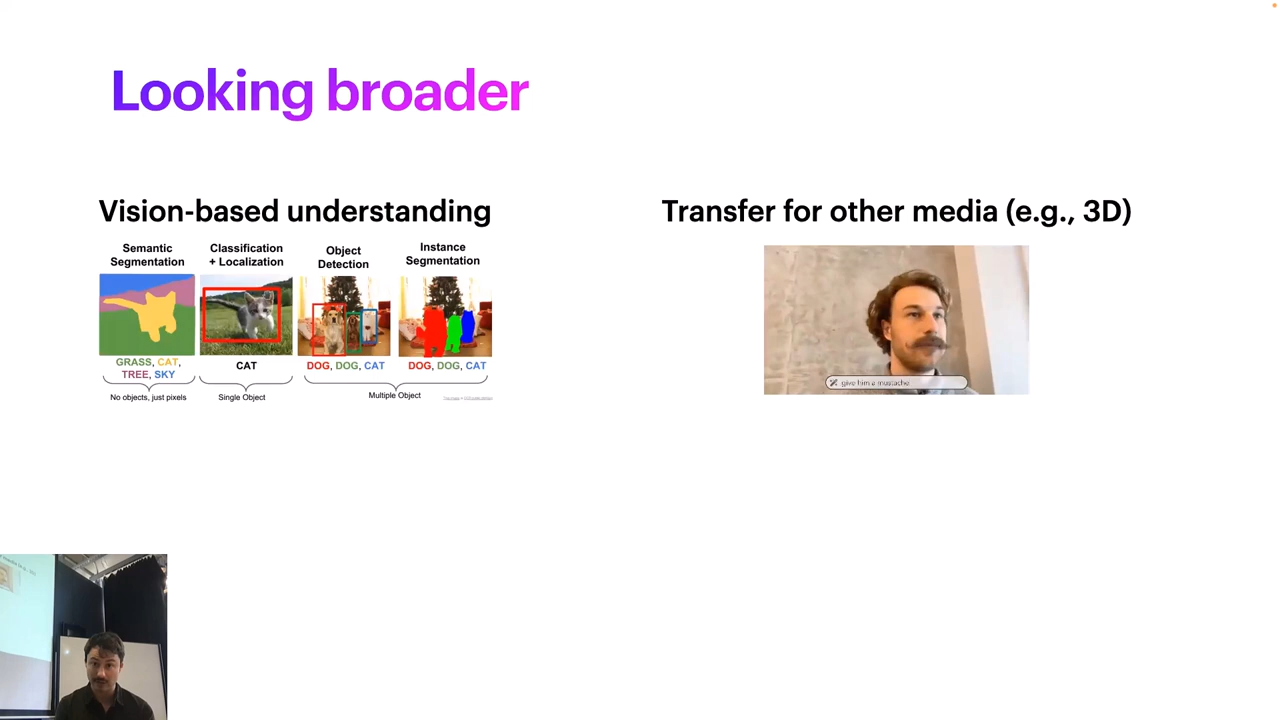 Looking broader
Vision-based understanding
Semantic
Segmentation
Classification
+ Localization
Object
Detection
Instance
Segmentation
GRASS, CAT,
TREE, SKY
CAT
DOG, DOG, CAT
DOG, DOG, CAT
No objects, just pixels
Single Object
Multiple Object
Transfer for other media (e.g., 3D)
give him a mustache